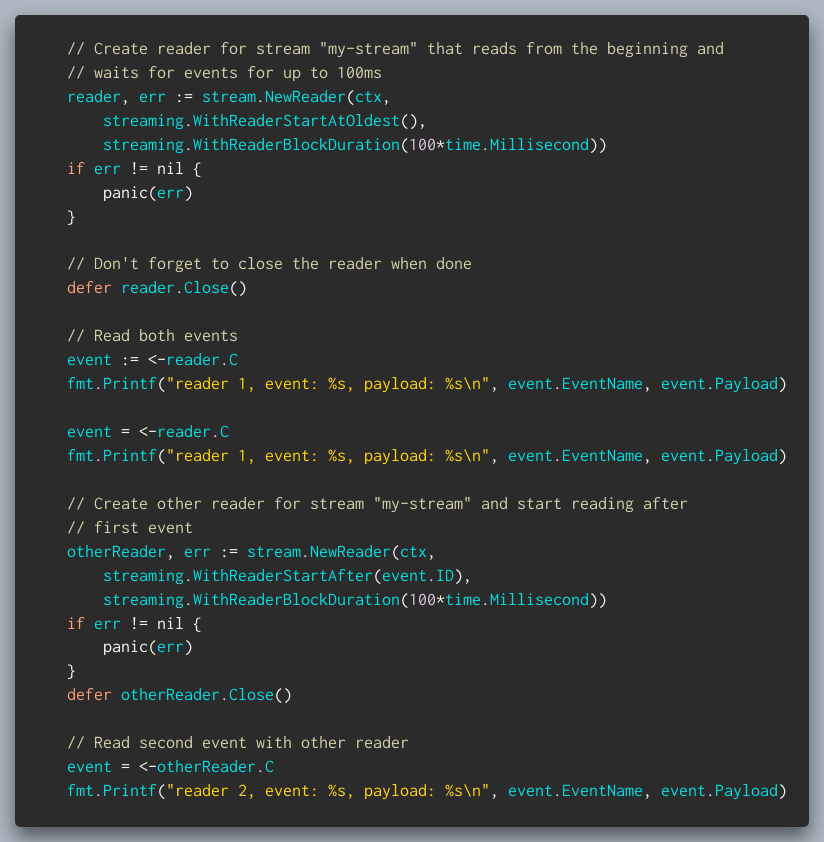 // Create reader for stream "my-stream" that reads from the beginning and
// waits for events for up to 100ms
reader, err := stream.NewReader(ctx,
    streaming.WithReaderStartAtOldest(),
    streaming.WithReaderBlockDuration(100*time.Millisecond))
if err != nil {
    panic(err)
}

// Don't forget to close the reader when done
defer reader.Close()

// Read both events
event := <-reader.C
fmt.Printf("reader 1, event: %s, payload: %s\n", event.EventName, event.Payload)

event = <-reader.C
fmt.Printf("reader 1, event: %s, payload: %s\n", event.EventName, event.Payload)

// Create other reader for stream "my-stream" and start reading after
// first event
otherReader, err := stream.NewReader(ctx,
    streaming.WithReaderStartAfter(event.ID),
    streaming.WithReaderBlockDuration(100*time.Millisecond))
if err != nil {
    panic(err)
}
defer otherReader.Close()

// Read second event with other reader
event = <-otherReader.C
fmt.Printf("reader 2, event: %s, payload: %s\n", event.EventName, event.Payload)